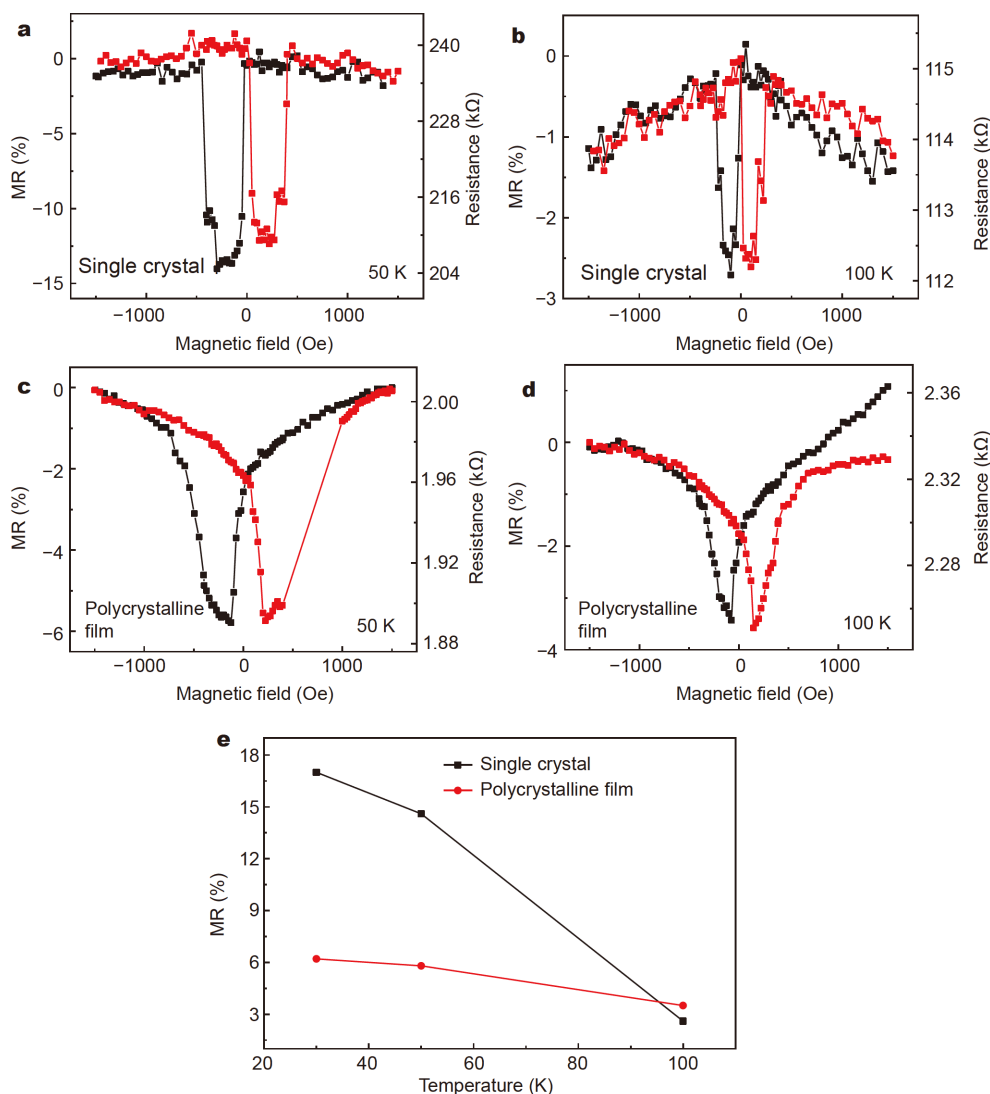 a
0
−5
−10
−15
MR (%)
240
228
216
204
Resistance (kΩ)
Single crystal
50 K
−1000
0
1000
Magnetic field (Oe)
b
0
−1
−2
−3
MR (%)
115
114
113
112
Resistance (kΩ)
Single crystal
100 K
−1000
0
1000
Magnetic field (Oe)
c
0
−2
−4
−6
MR (%)
2.00
1.96
1.92
1.88
Resistance (kΩ)
Polycrystalline
film
50 K
−1000
0
1000
Magnetic field (Oe)
d
0
−2
−4
MR (%)
2.36
2.32
2.28
Resistance (kΩ)
Polycrystalline
film
100 K
−1000
0
1000
Magnetic field (Oe)
e
18
15
18
9
6
3
MR (%)
Single crystal
Polycrystalline film
20
40
60
80
100
Temperature (K)